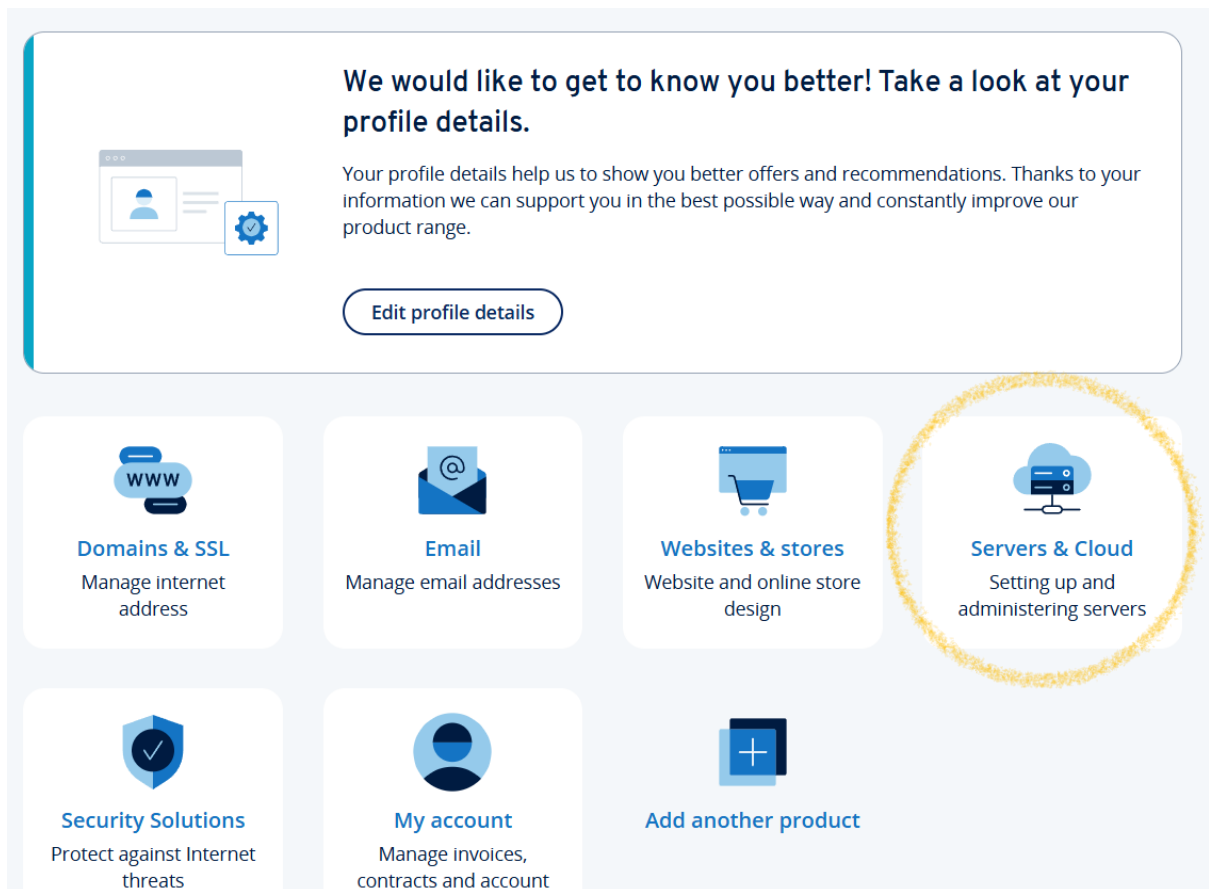 We would like to get to know you better! Take a look at your
profile details.
Your profile details help us to show you better offers and recommendations. Thanks to your
information we can support you in the best possible way and constantly improve our
product range.
Edit profile details
www
Domains & SSL
Manage internet
address
@
Email
Manage email addresses
Websites & stores
Website and online store
design
Servers & Cloud
Setting up and
administering servers
Security Solutions
Protect against Internet
threats
My account
Manage invoices,
contracts and account
Add another product